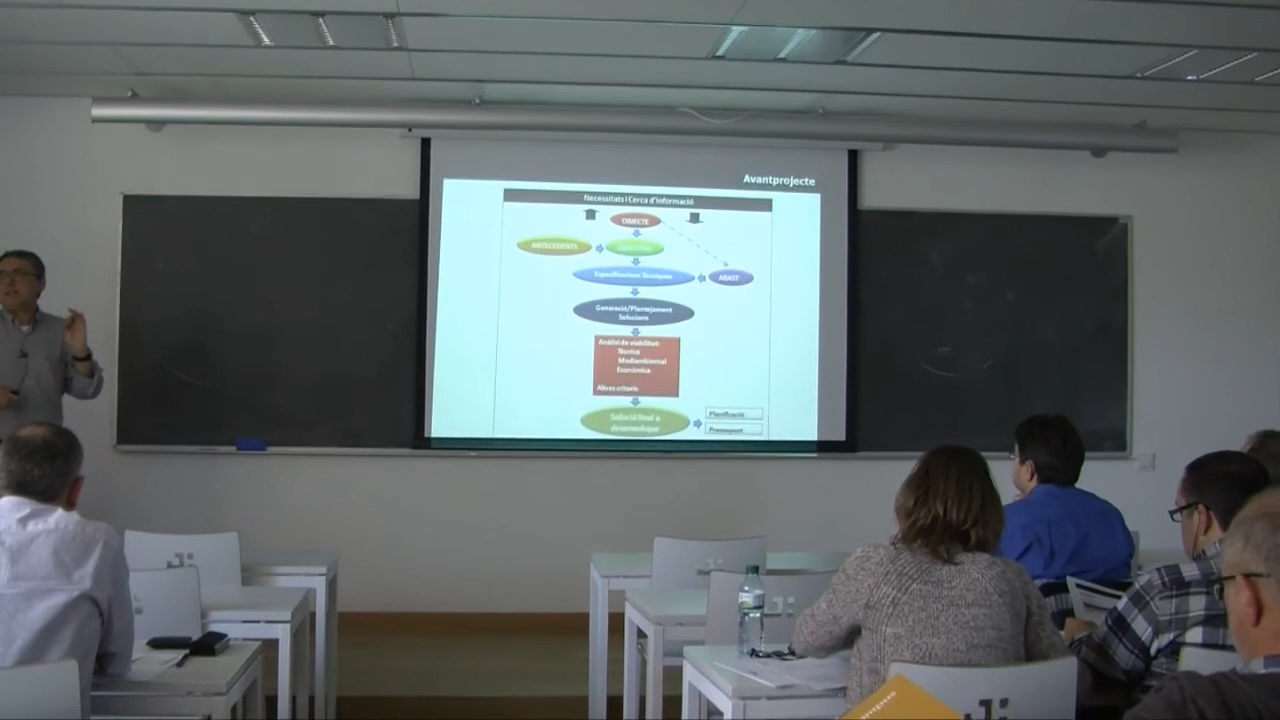 Avantprojecte
Necessitats i Cerca d'Informació
OBJECTE
ANTECEDENTS
Especificacions Tècniques
ABAST
Generació/Plantejament
Solucions
Anàlisi de viabilitat:
Tècnica
Mediambiental
Econòmica
Altres criteris
Solució final a
desenvolupar
Planificació
Pressupost